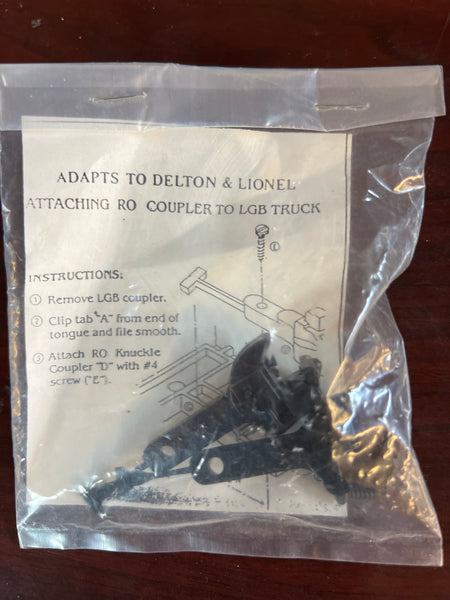 ADAPTS TO DELTON & LIONEL
ATTACHING RO COUPLER TO LGB TRUCK
E
INSTRUCTIONS:
1 Remove LGB coupler.
2 Clip tab "A" from end of
tongue and file smooth.
3 Attach RO Knuckle
Coupler "D" with #4
screw ("E").